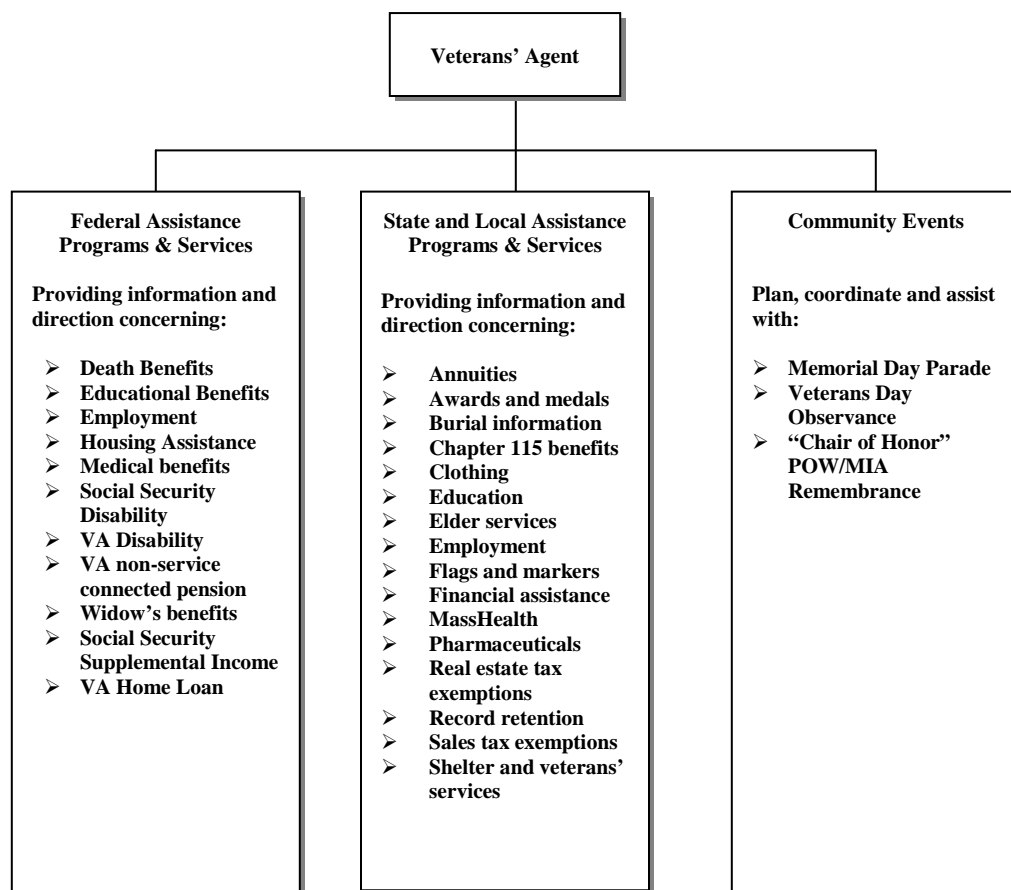 Veterans’ Agent
Federal Assistance
Programs & Services
Providing information and
direction concerning:
➢ Death Benefits
➢ Educational Benefits
➢ Employment
➢ Housing Assistance
➢ Medical benefits
➢ Social Security
Disability
➢ VA Disability
➢ VA non-service
connected pension
➢ Widow’s benefits
➢ Social Security
Supplemental Income
➢ VA Home Loan
State and Local Assistance
Programs & Services
Providing information and
direction concerning:
➢ Annuities
➢ Awards and medals
➢ Burial information
➢ Chapter 115 benefits
➢ Clothing
➢ Education
➢ Elder services
➢ Employment
➢ Flags and markers
➢ Financial assistance
➢ MassHealth
➢ Pharmaceuticals
➢ Real estate tax
exemptions
➢ Record retention
➢ Sales tax exemptions
➢ Shelter and veterans’
services
Community Events
Plan, coordinate and assist
with:
➢ Memorial Day Parade
➢ Veterans Day
Observance
➢ “Chair of Honor”
POW/MIA
Remembrance